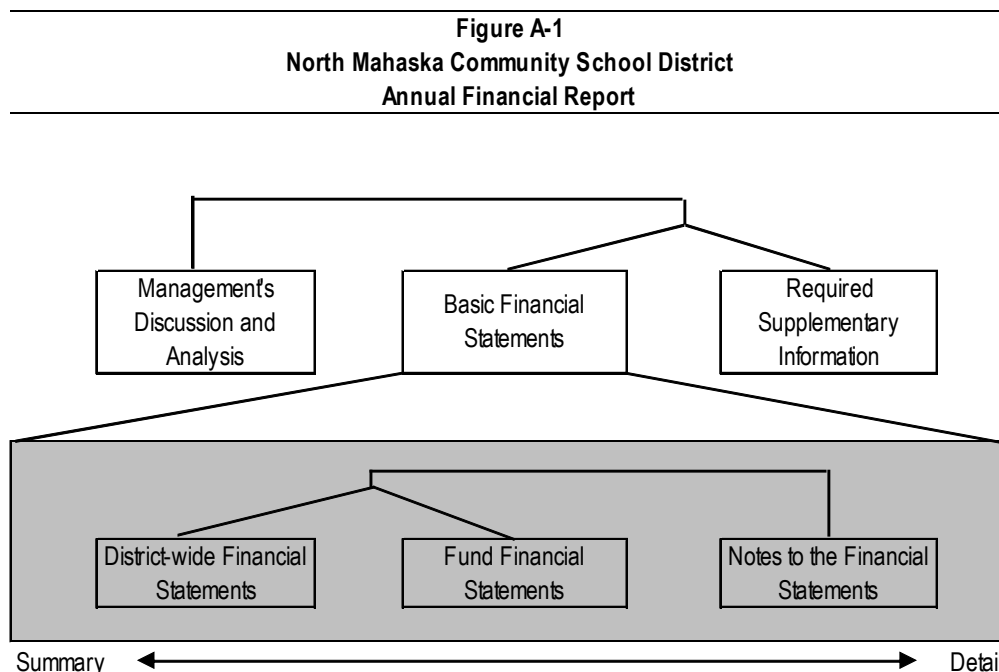 Figure A-1
North Mahaska Community School District
Annual Financial Report
Management's
Discussion and
Analysis
Basic Financial
Statements
Required
Supplementary
Information
District-wide Financial
Statements
Fund Financial
Statements
Notes to the Financial
Statements
Summary
Detai